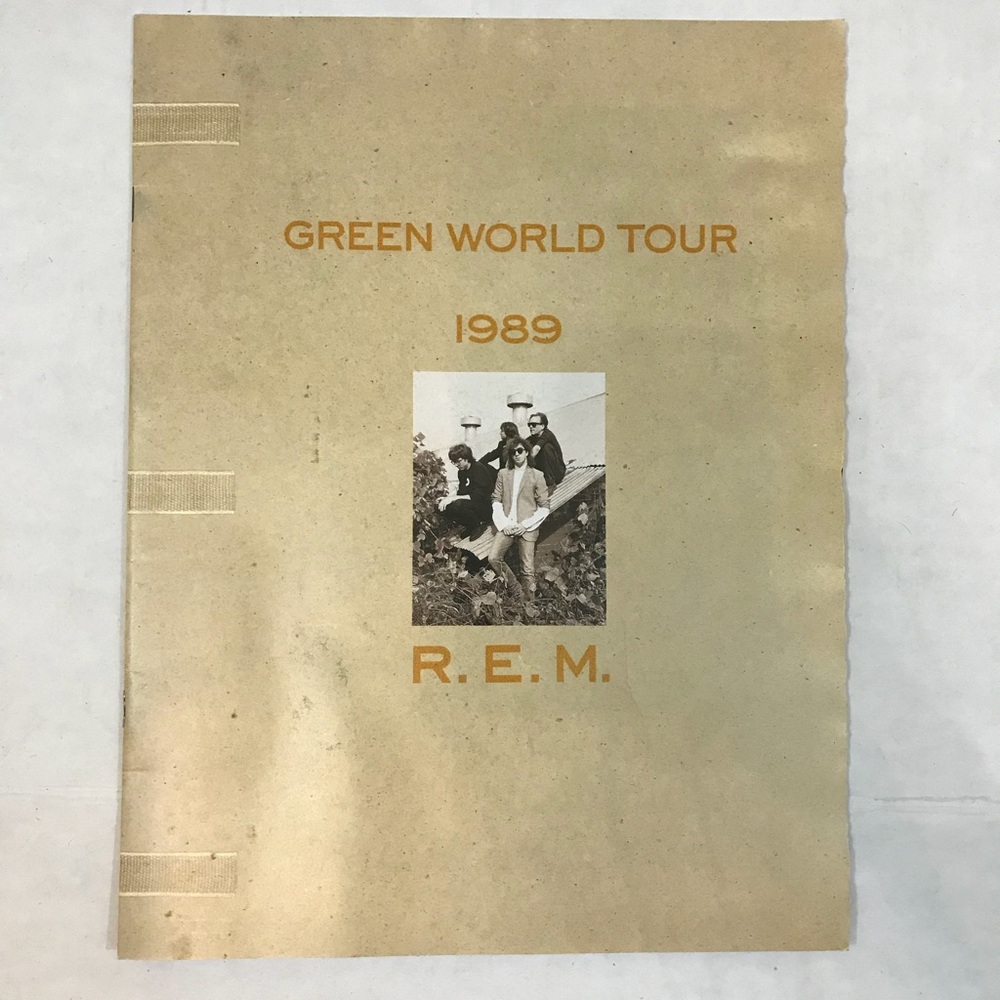 GREEN WORLD TOUR
1989
R. E. M.